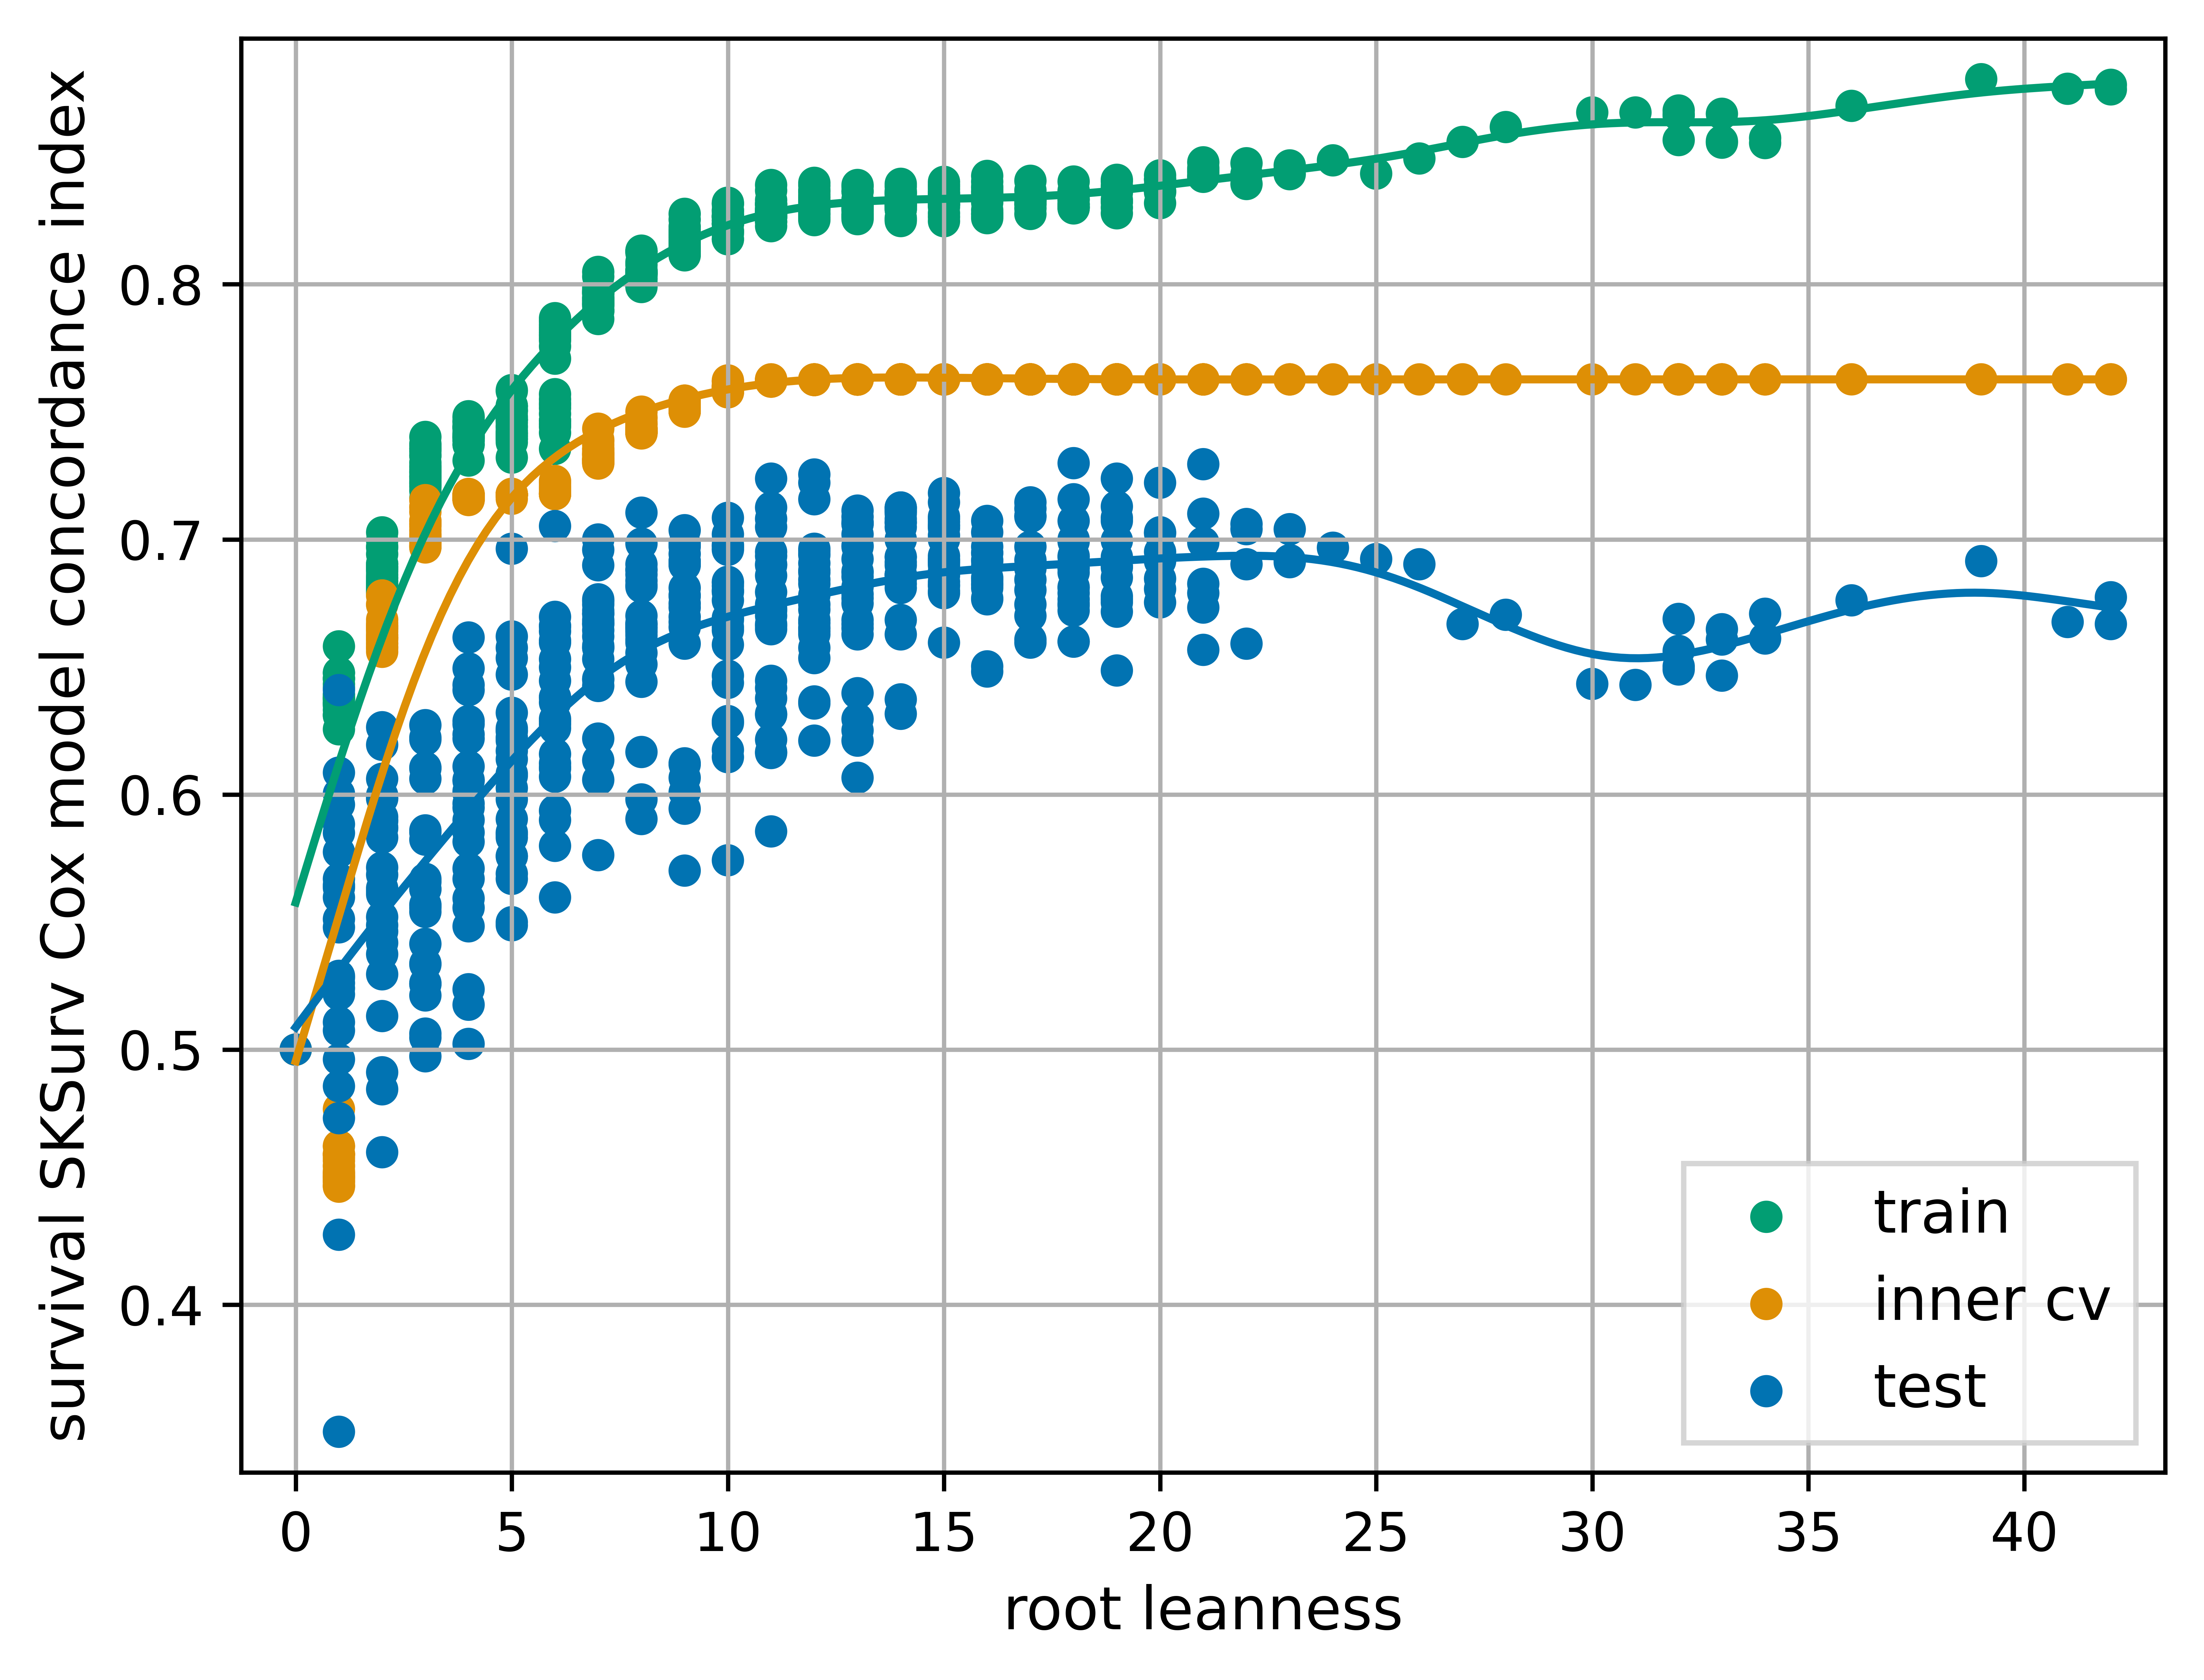 survival SKSurv Cox model concordance index
0.8
0.7
0.6
0.5
0.4
0 5 10 15 20 25 30 35 40
root leanness
train
inner cv
test